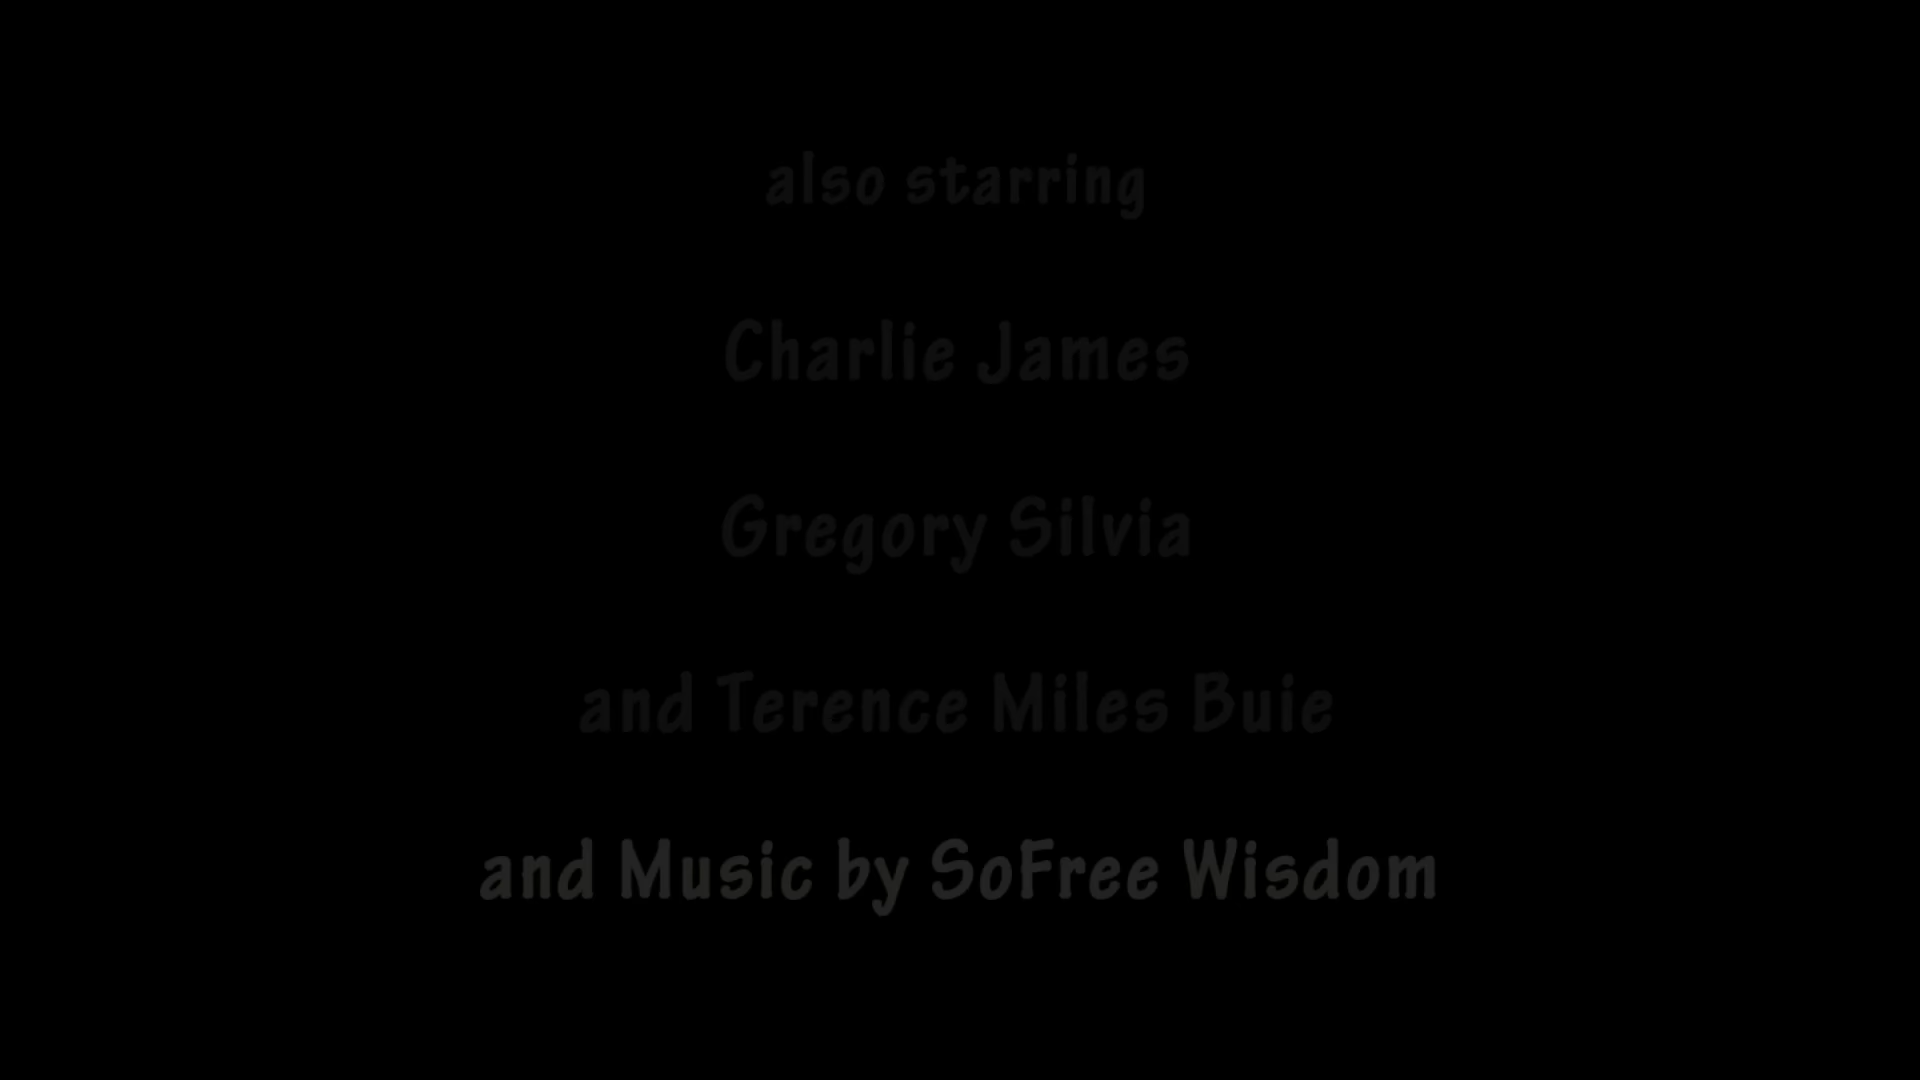 also starring
Charlie James
Gregory Silvia
and Terence Miles Buie
and Music by SoFree Wisdom